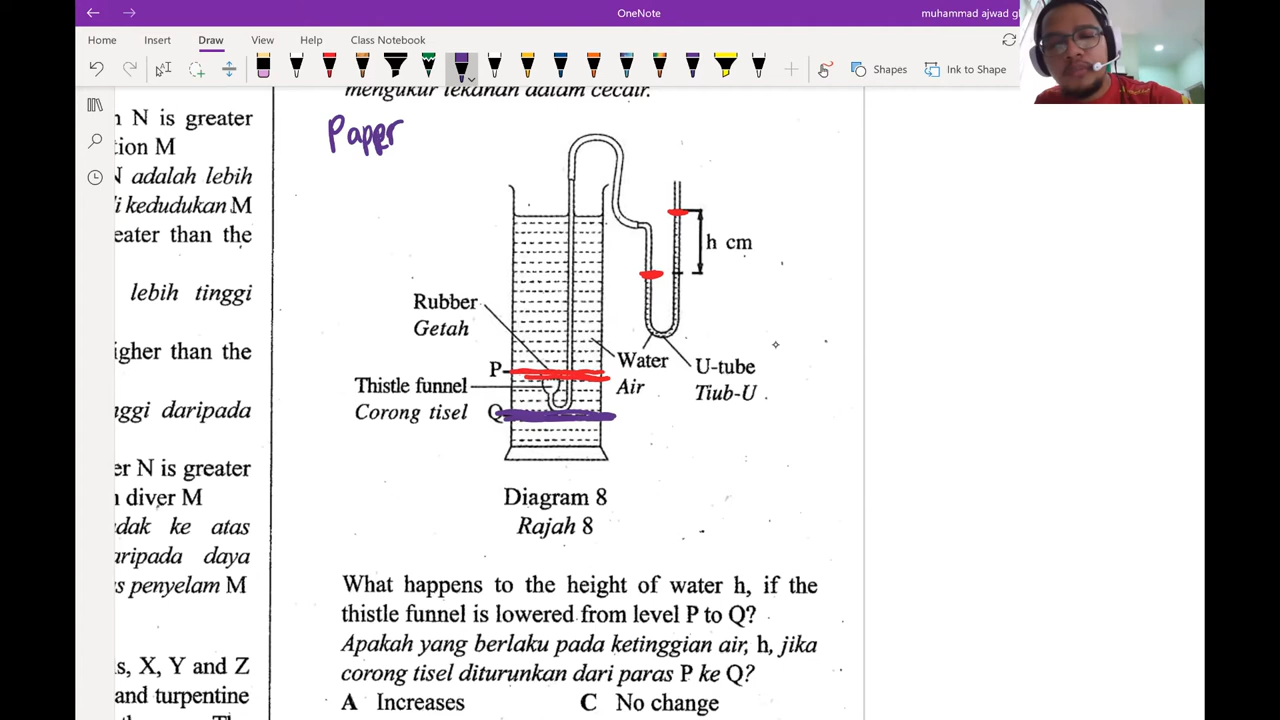 OneNote
muhammad ajwad gh
Home Insert Draw View Help Class Notebook
Shapes
Ink to Shape
mengukur tekanan dalam cecair.
Paper
n N is greater
tion M
N adalah lebih
di kedudukan M
eater than the
lebih tinggi
igher than the
nggi daripada
er N is greater
n diver M
adak ke atas
aripada daya
s penyelam M
s, X, Y and Z
and turpentine
h cm
Rubber
Getah
P
Water
Air
U-tube
Tiub-U
Thistle funnel
Corong tisel
Q
Diagram 8
Rajah 8
What happens to the height of water h, if the
thistle funnel is lowered from level P to Q?
Apakah yang berlaku pada ketinggian air, h, jika
corong tisel diturunkan dari paras P ke Q?
A Increases
C No change